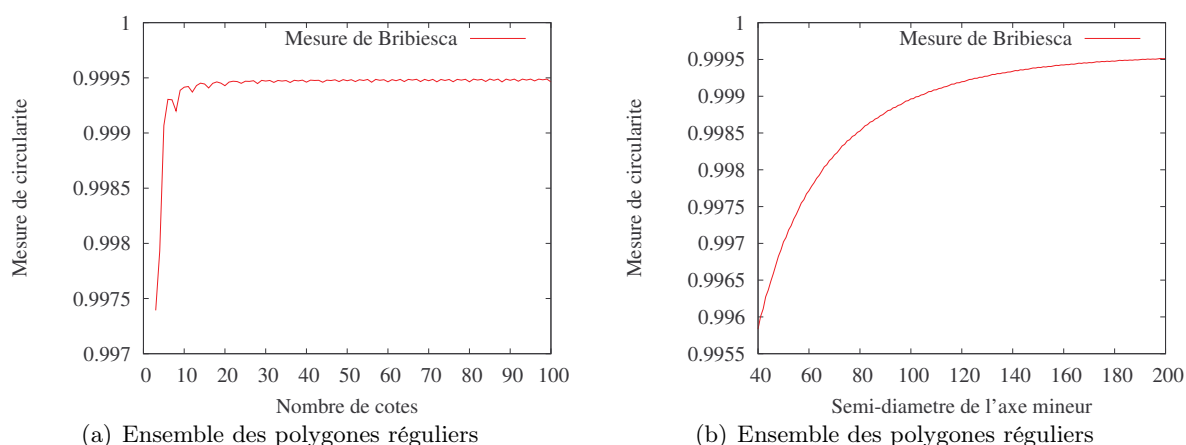 1
0.9995
0.999
0.9985
0.998
0.9975
0.997
0 10 20 30 40 50 60 70 80 90 100
Mesure de circularite
Nombre de cotes
Mesure de Bribiesca
(a) Ensemble des polygones réguliers
1
0.9995
0.999
0.9985
0.998
0.9975
0.997
0.9965
0.996
0.9955
40 60 80 100 120 140 160 180 200
Mesure de circularite
Semi-diametre de l'axe mineur
Mesure de Bribiesca
(b) Ensemble des polygones réguliers